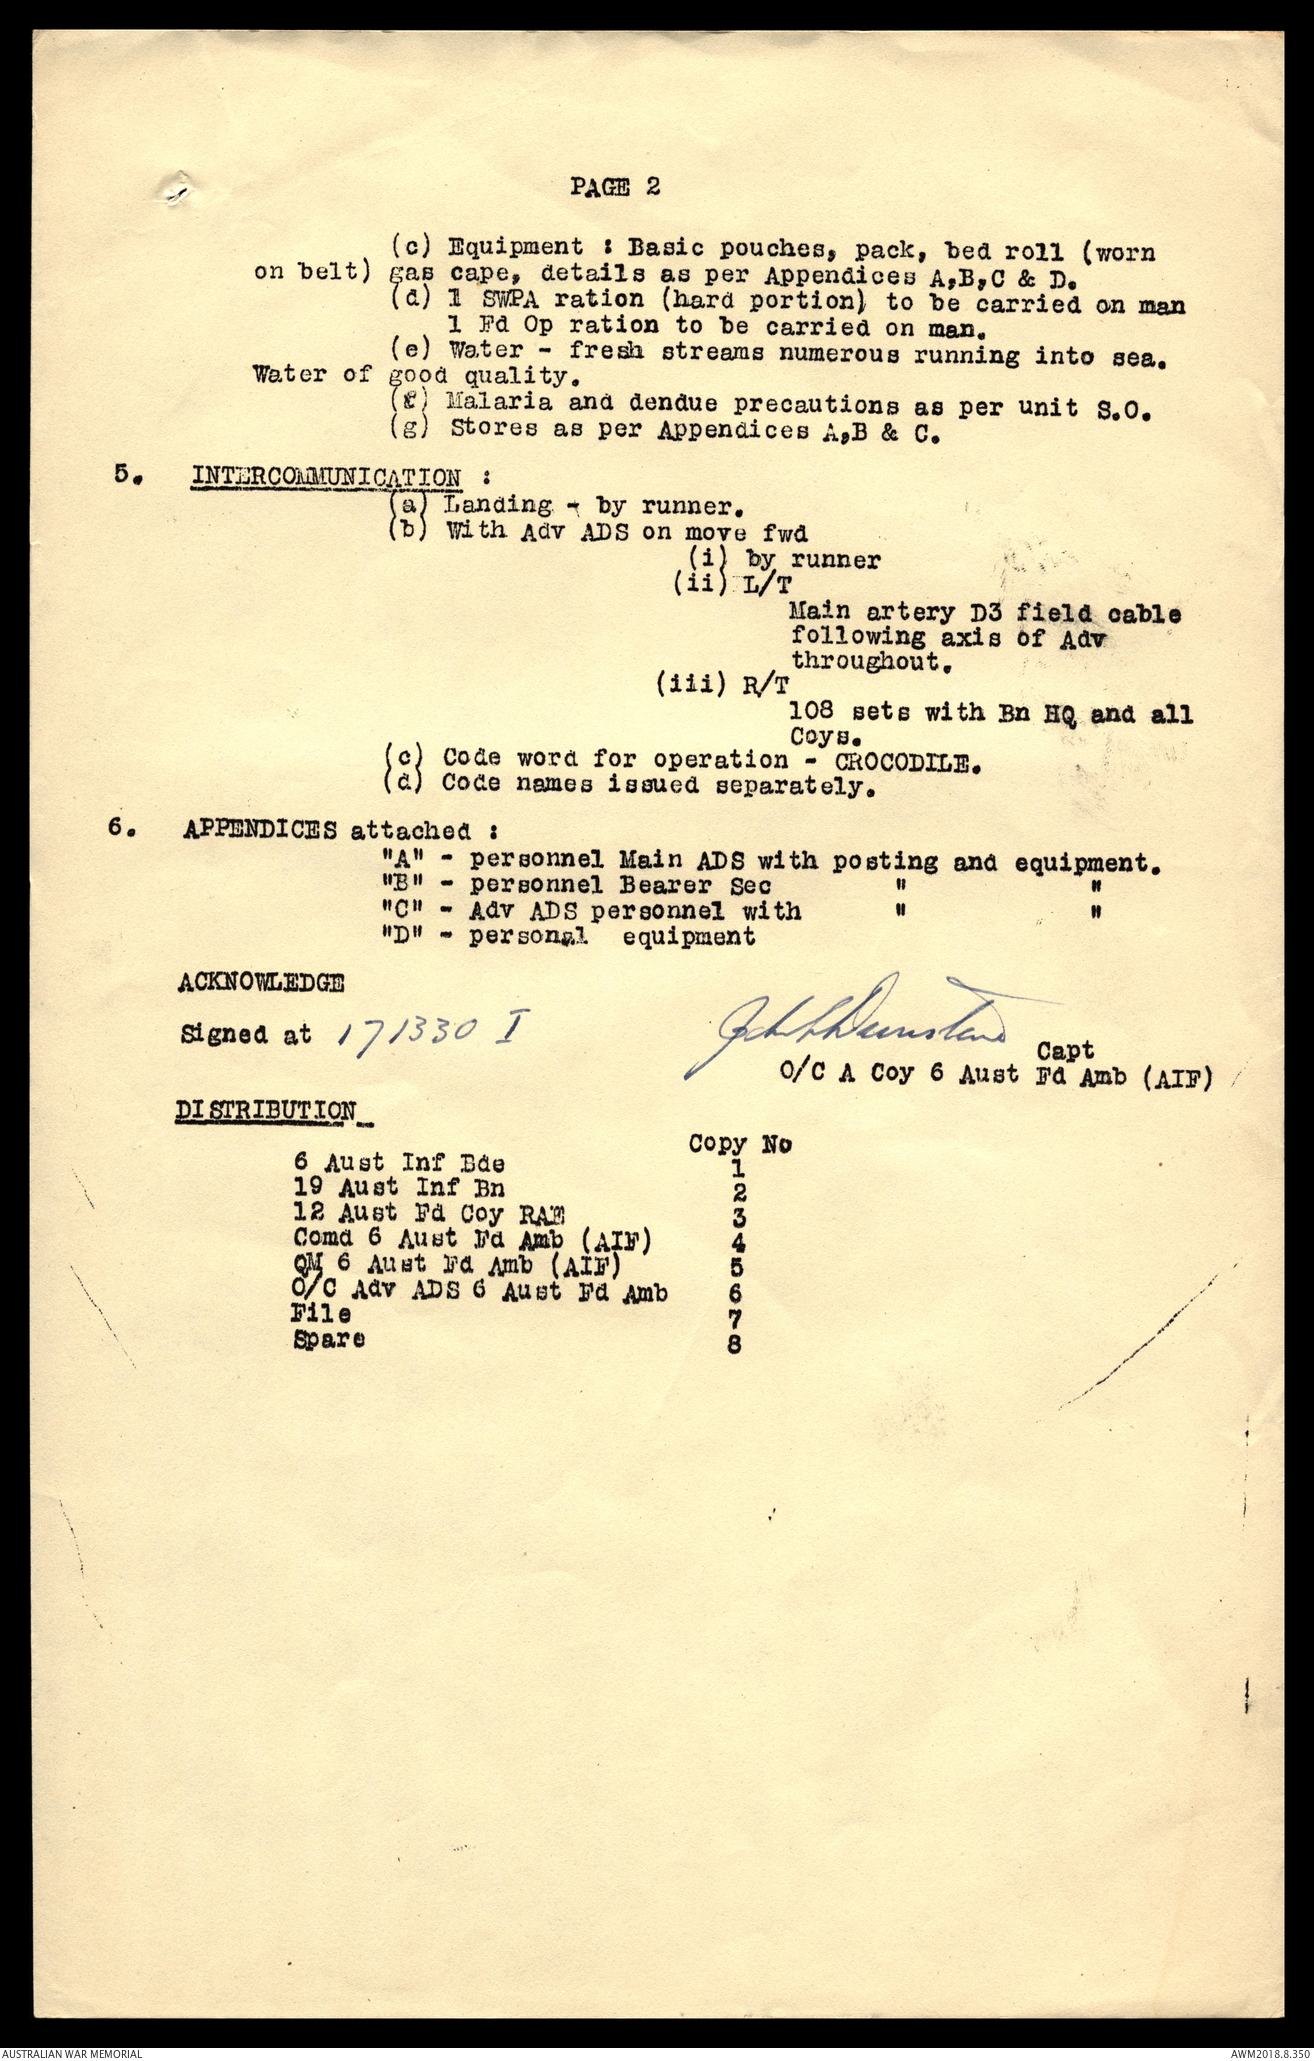 PAGE 2
(c) Equipment : Basic pouches, pack, bed roll (worn
on belt) gas cape, details as per Appendices A,B,C & D.
(d) 1 SWPA ration (hard portion) to be carried on man
1 Fd Op ration to be carried on man.
(e) Water - fresh streams numerous running into sea.
Water of good quality.
(f) Malaria and dendue precautions as per unit S.O.
(g) Stores as per Appendices A,B & C.
5. INTERCOMMUNICATION :
(a) Landing - by runner.
(b) With Adv ADS on move fwd
(i) by runner
(ii) L/T
Main artery D3 field cable
following axis of Adv
throughout.
(iii) R/T
108 sets with Bn HQ and all
Coys.
(c) Code word for operation - CROCODILE.
(d) Code names issued separately.
6. APPENDICES attached :
"A" - personnel Main ADS with posting and equipment.
"B" - personnel Bearer Sec " "
"C" - Adv ADS personnel with " "
"D" - personal equipment
ACKNOWLEDGE
Signed at 171330 I
Dunstan
Capt
O/C A Coy 6 Aust Fd Amb (AIF)
DISTRIBUTION
Copy No
6 Aust Inf Bde 1
19 Aust Inf Bn 2
12 Aust Fd Coy RAE 3
Comd 6 Aust Fd Amb (AIF) 4
QM 6 Aust Fd Amb (AIF) 5
O/C Adv ADS 6 Aust Fd Amb 6
File 7
Spare 8
AUSTRALIAN WAR MEMORIAL
AWM2018.8.350